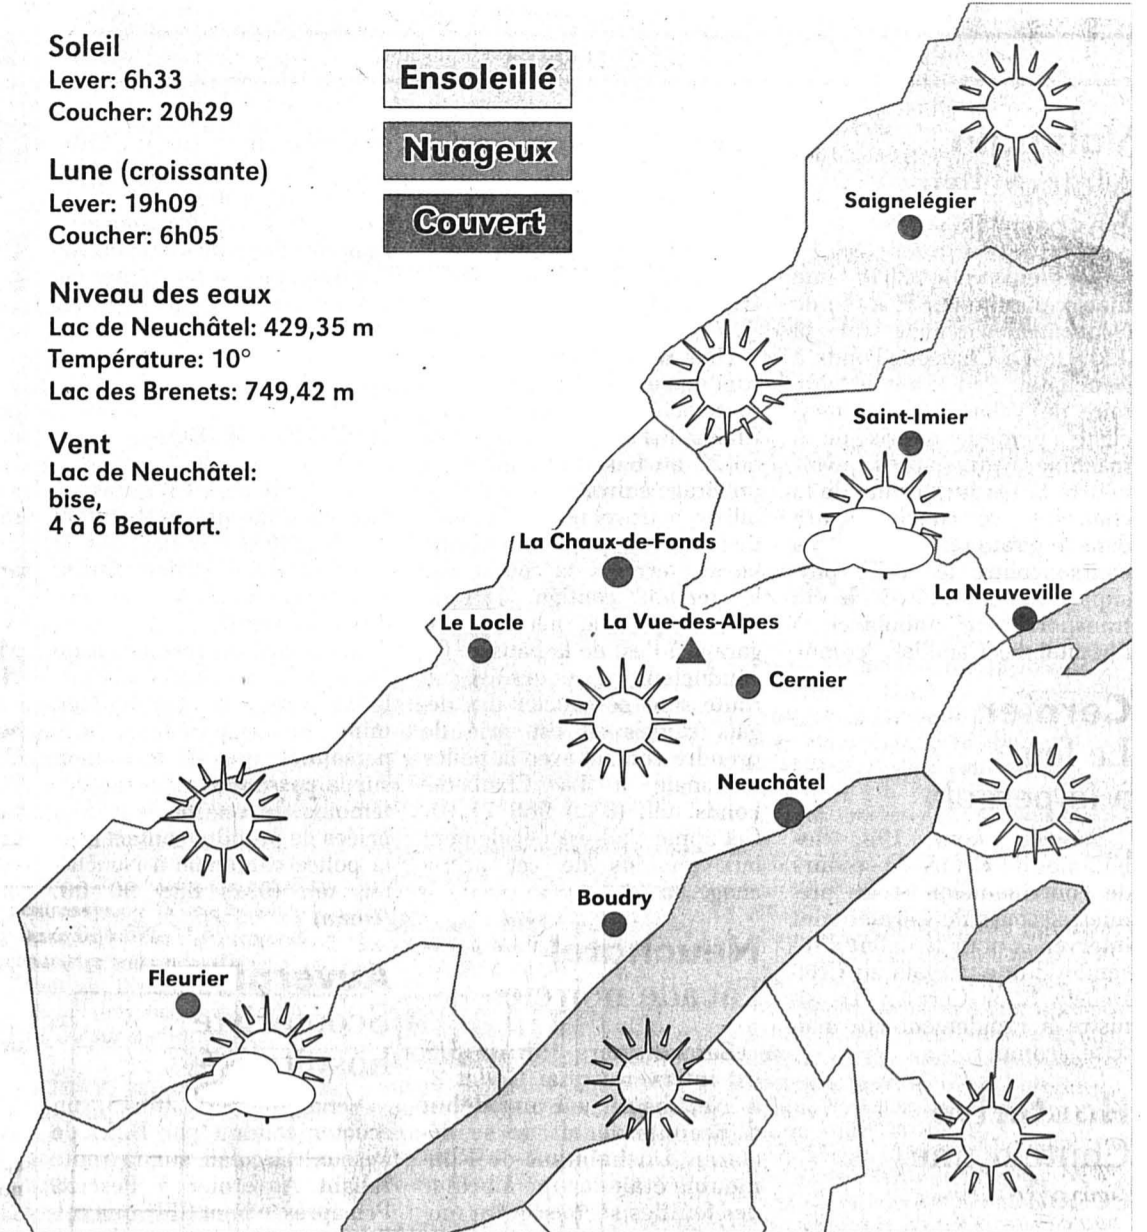 Soleil
Lever: 6h33
Coucher: 20h29
Lune (croissante)
Lever: 19h09
Coucher: 6h05
Niveau des eaux
Lac de Neuchâtel: 429,35 m
Température: 10°
Lac des Brenets: 749,42 m
Vent
Lac de Neuchâtel:
bise,
4 à 6 Beaufort.
Ensoleillé
Nuageux
Couvert
Saignelégier
Saint-Imier
La Chaux-de-Fonds
La Neuveville
Le Locle
La Vue-des-Alpes
Cernier
Neuchâtel
Boudry
Fleurier